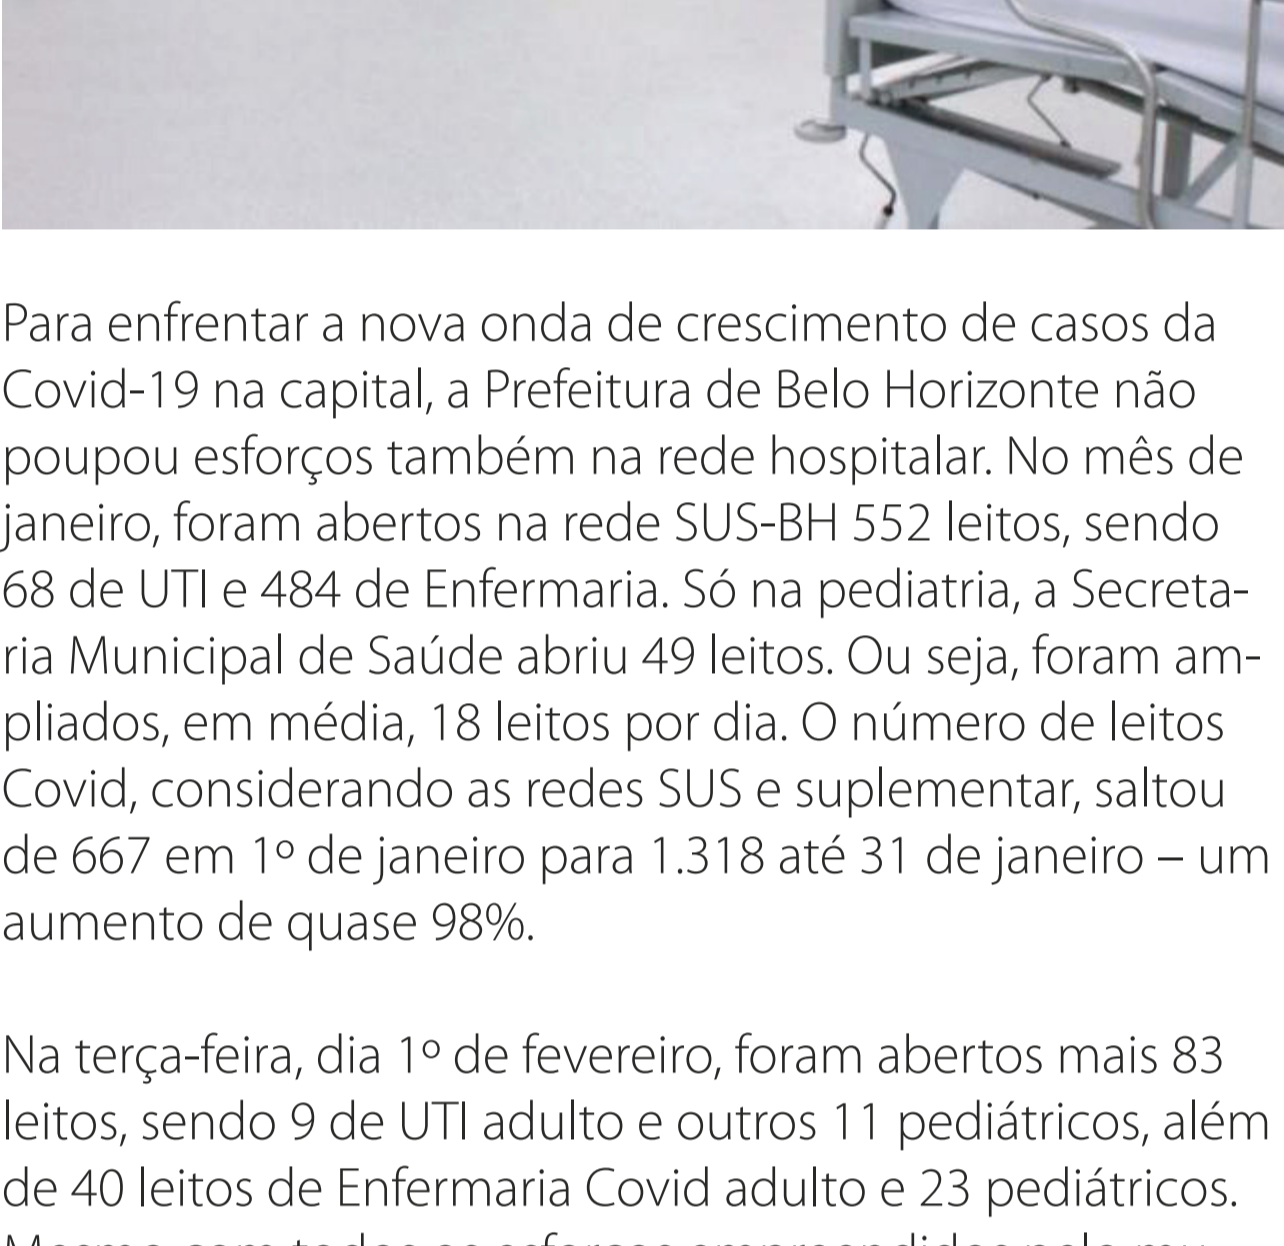 Para enfrentar a nova onda de crescimento de casos da
Covid-19 na capital, a Prefeitura de Belo Horizonte não
poupou esforços também na rede hospitalar. No mês de
janeiro, foram abertos na rede SUS-BH 552 leitos, sendo
68 de UTI e 484 de Enfermaria. Só na pediatria, a Secreta-
ria Municipal de Saúde abriu 49 leitos. Ou seja, foram am-
pliados, em média, 18 leitos por dia. O número de leitos
Covid, considerando as redes SUS e suplementar, saltou
de 667 em 1º de janeiro para 1.318 até 31 de janeiro – um
aumento de quase 98%.
Na terça-feira, dia 1º de fevereiro, foram abertos mais 83
leitos, sendo 9 de UTI adulto e outros 11 pediátricos, além
de 40 leitos de Enfermaria Covid adulto e 23 pediátricos.